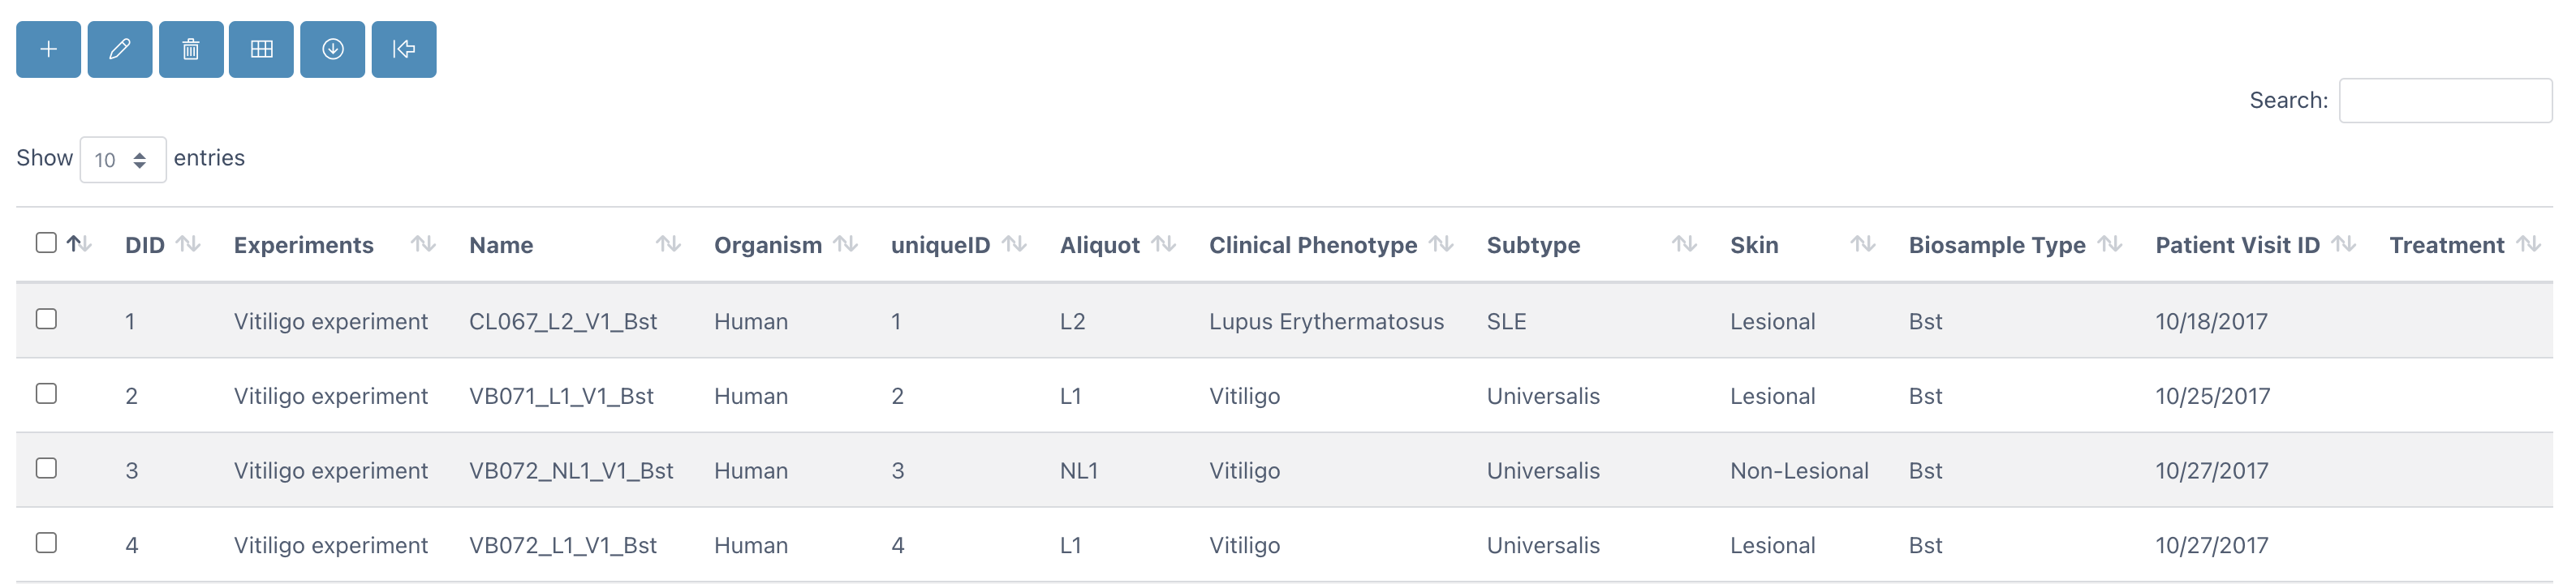 Search:
Show 10 entries
DID Experiments Name Organism uniqueID Aliquot Clinical Phenotype Subtype Skin Biosample Type Patient Visit ID Treatment
1 Vitiligo experiment CL067_L2_V1_Bst Human 1 L2 Lupus Erythermatosus SLE Lesional Bst 10/18/2017
2 Vitiligo experiment VB071_L1_V1_Bst Human 2 L1 Vitiligo Universalis Lesional Bst 10/25/2017
3 Vitiligo experiment VB072_NL1_V1_Bst Human 3 NL1 Vitiligo Universalis Non-Lesional Bst 10/27/2017
4 Vitiligo experiment VB072_L1_V1_Bst Human 4 L1 Vitiligo Universalis Lesional Bst 10/27/2017